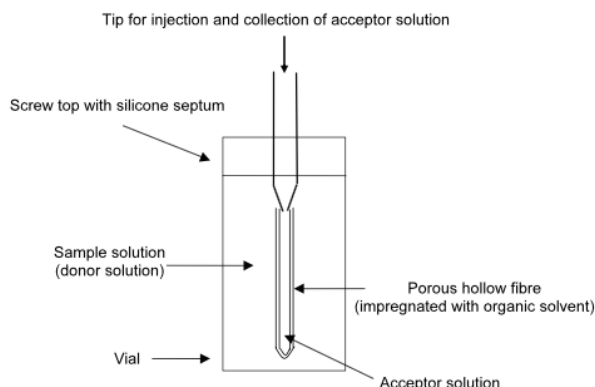 Tip for injection and collection of acceptor solution
Screw top with silicone septum
Sample solution
(donor solution)
Porous hollow fibre
(impregnated with organic solvent)
Vial
Acceptor solution